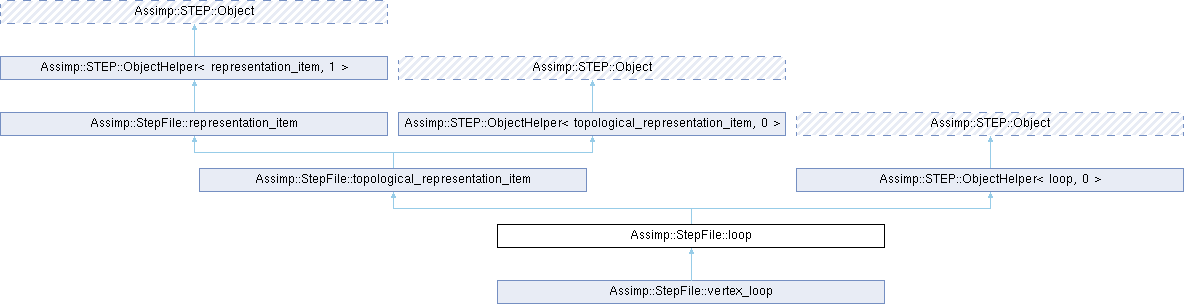 Assimp::STEP::Object
Assimp::STEP::ObjectHelper< representation_item, 1 >
Assimp::STEP::Object
Assimp::StepFile::representation_item
Assimp::STEP::ObjectHelper< topological_representation_item, 0 >
Assimp::STEP::Object
Assimp::StepFile::topological_representation_item
Assimp::STEP::ObjectHelper< loop, 0 >
Assimp::StepFile::loop
Assimp::StepFile::vertex_loop